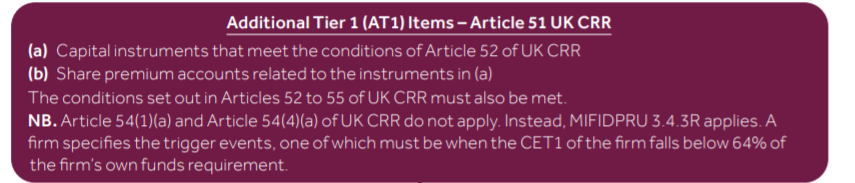 Additional Tier 1 (AT1) Items – Article 51 UK CRR
(a) Capital instruments that meet the conditions of Article 52 of UK CRR
(b) Share premium accounts related to the instruments in (a)
The conditions set out in Articles 52 to 55 of UK CRR must also be met.
NB. Article 54(1)(a) and Article 54(4)(a) of UK CRR do not apply. Instead, MIFIDPRU 3.4.3R applies. A
firm specifies the trigger events, one of which must be when the CET1 of the firm falls below 64% of
the firm's own funds requirement.